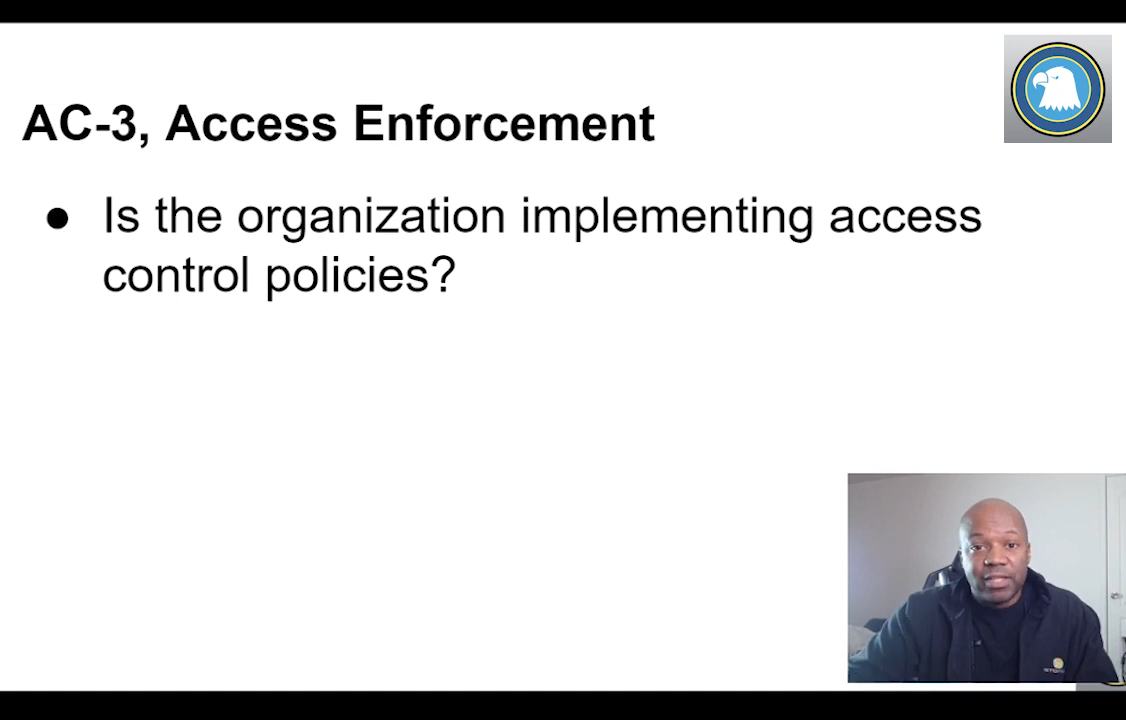 AC-3, Access Enforcement
● Is the organization implementing access
control policies?